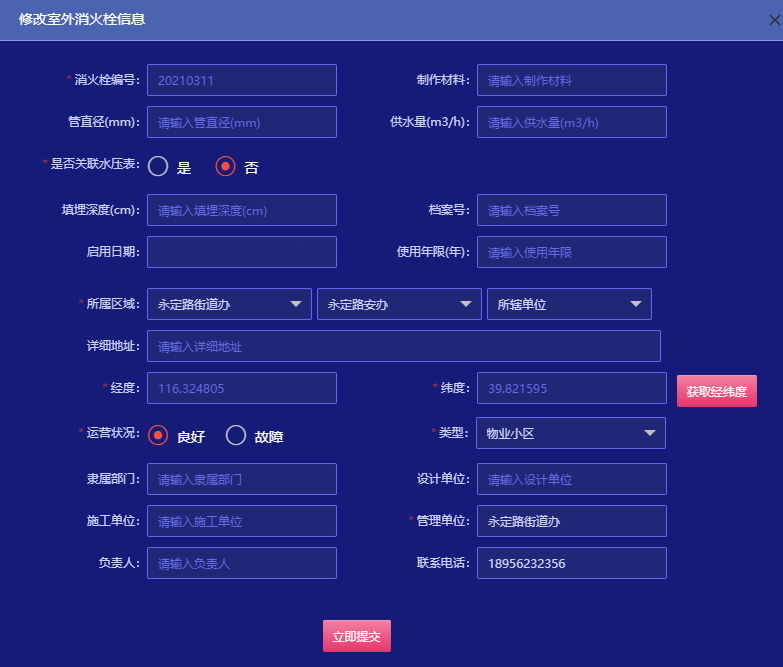 修改室外消火栓信息
*消火栓编号: 20210311 制作材料: 请输入制作材料
管直径(mm): 请输入管直径(mm) 供水量(m3/h): 请输入供水量(m3/h)
*是否关联水压表: 是 否
填埋深度(cm): 请输入填埋深度(cm) 档案号: 请输入档案号
启用日期: 使用年限(年): 请输入使用年限
*所属区域: 永定路街道办 永定路安办 所辖单位
详细地址: 请输入详细地址
*经度: 116.324805 *纬度: 39.821595 获取经纬度
*运营状况: 良好 故障 *类型: 物业小区
隶属部门: 请输入隶属部门 设计单位: 请输入设计单位
施工单位: 请输入施工单位 *管理单位: 永定路街道办
负责人: 请输入负责人 联系电话: 18956232356
立即提交